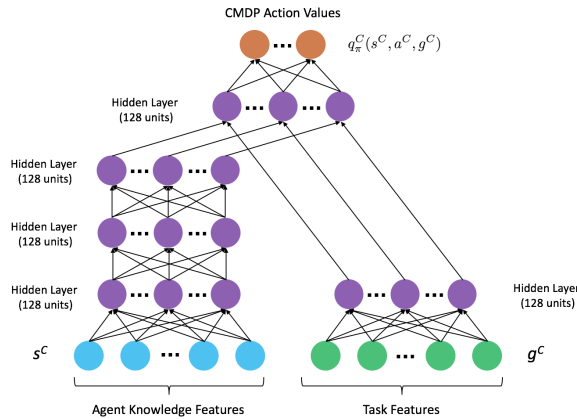 CMDP Action Values
q_π^C(s^C, a^C, g^C)
Hidden Layer
(128 units)
Hidden Layer
(128 units)
Hidden Layer
(128 units)
Hidden Layer
(128 units)
Hidden Layer
(128 units)
s^C
g^C
Agent Knowledge Features
Task Features